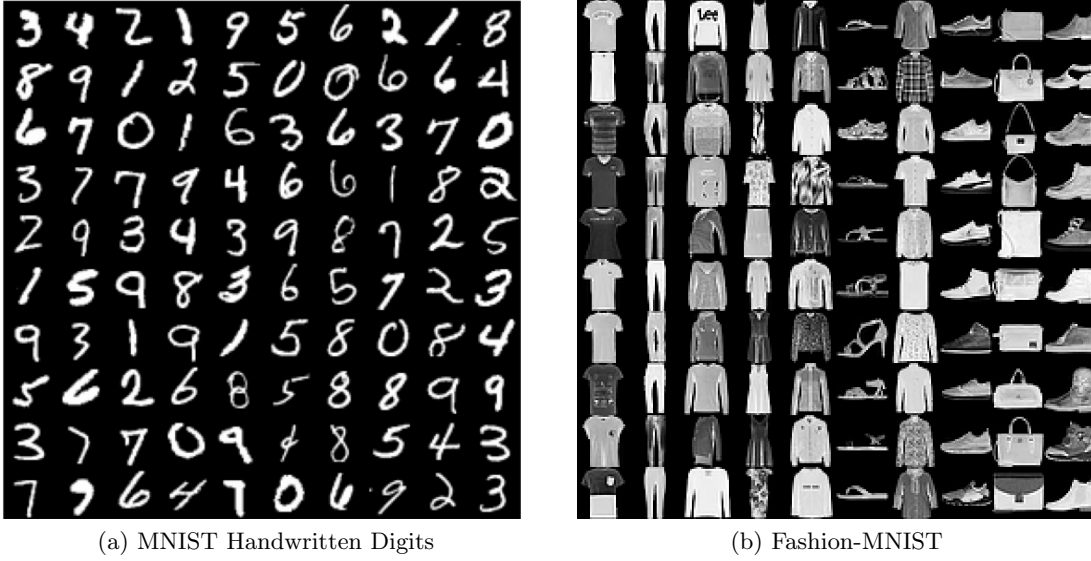 3 4 2 1 9 5 6 2 1 8
8 9 1 2 5 0 0 6 6 4
6 7 0 1 6 3 6 3 7 0
3 7 7 9 4 6 6 1 8 2
2 9 3 4 3 9 8 7 2 5
1 5 9 8 3 6 5 7 2 3
9 3 1 9 1 5 8 0 8 4
5 6 2 6 8 5 8 8 9 9
3 7 7 0 9 4 8 5 4 3
7 9 6 4 7 0 6 9 2 3
Lee
(a) MNIST Handwritten Digits
(b) Fashion-MNIST